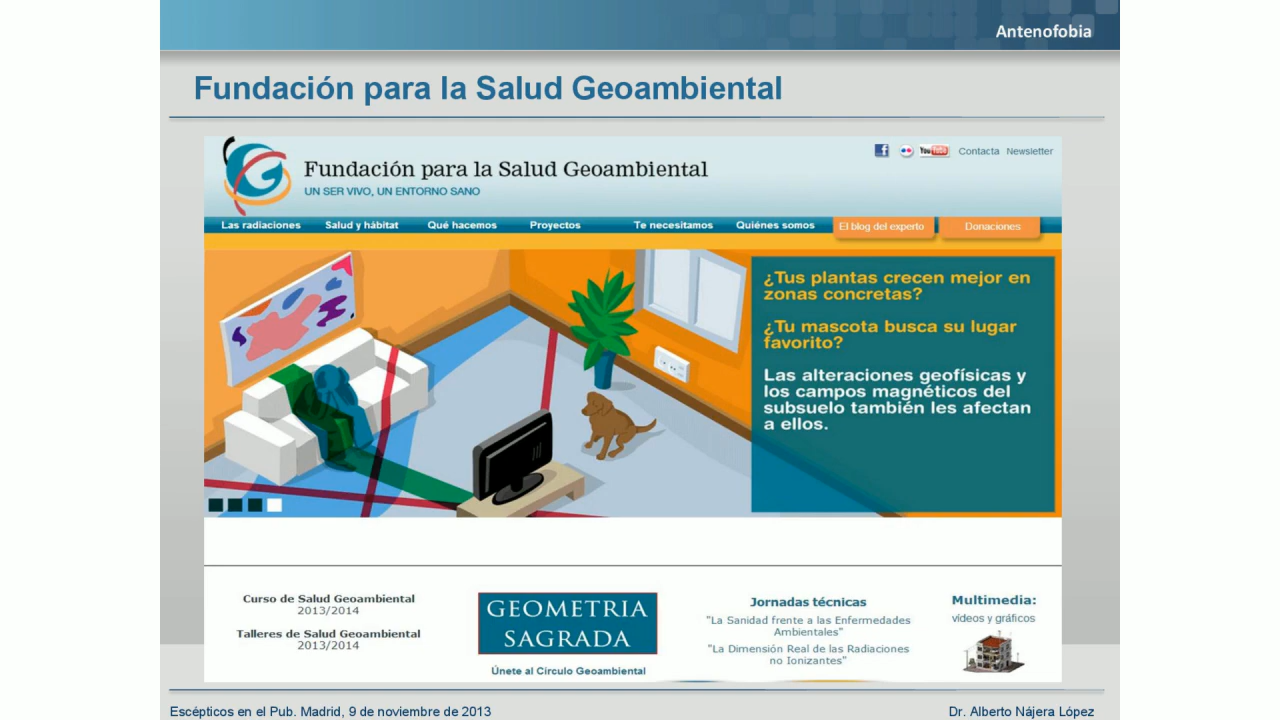 Antenofobia
Fundación para la Salud Geoambiental
Fundación para la Salud Geoambiental
UN SER VIVO, UN ENTORNO SANO
You Tube
Contacta Newsletter
Las radiaciones Salud y hábitat Qué hacemos Proyectos Te necesitamos Quiénes somos El blog del experto Donaciones
¿Tus plantas crecen mejor en
zonas concretas?
¿Tu mascota busca su lugar
favorito?
Las alteraciones geofísicas y
los campos magnéticos del
subsuelo también les afectan
a ellos.
Curso de Salud Geoambiental
2013/2014
Talleres de Salud Geoambiental
2013/2014
GEOMETRIA
SAGRADA
Únete al Círculo Geoambiental
Jornadas técnicas
"La Sanidad frente a las Enfermedades
Ambientales"
"La Dimensión Real de las Radiaciones
no Ionizantes"
Multimedia:
videos y gráficos
Escépticos en el Pub. Madrid, 9 de noviembre de 2013
Dr. Alberto Nájera López